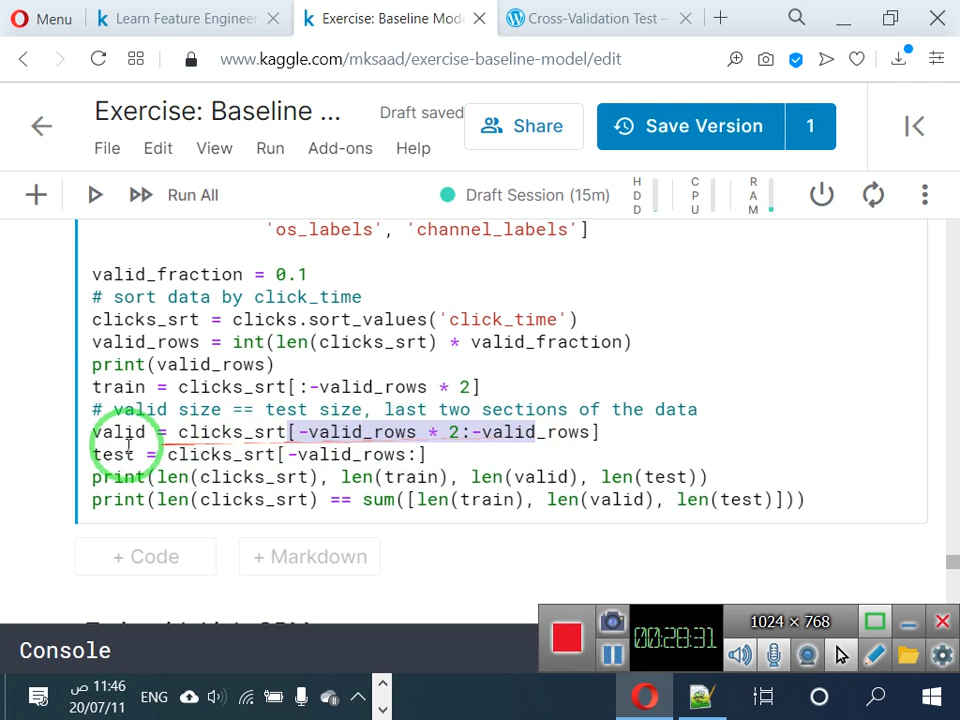 Menu
Learn Feature Engineer
Exercise: Baseline Mode
Cross-Validation Test –
www.kaggle.com/mksaad/exercise-baseline-model/edit
Exercise: Baseline ...
Draft saved
Share
Save Version
1
File Edit View Run Add-ons Help
Run All
Draft Session (15m)
HDD
CPU
RAM
'os_labels', 'channel_labels']
valid_fraction = 0.1
# sort data by click_time
clicks_srt = clicks.sort_values('click_time')
valid_rows = int(len(clicks_srt) * valid_fraction)
print(valid_rows)
train = clicks_srt[:-valid_rows * 2]
# valid size == test size, last two sections of the data
valid = clicks_srt[-valid_rows * 2:-valid_rows]
test = clicks_srt[-valid_rows:]
print(len(clicks_srt), len(train), len(valid), len(test))
print(len(clicks_srt) == sum([len(train), len(valid), len(test)]))
+ Code
+ Markdown
Console
00:28:31
1024 × 768
ENG
11:46 ص
20/07/11